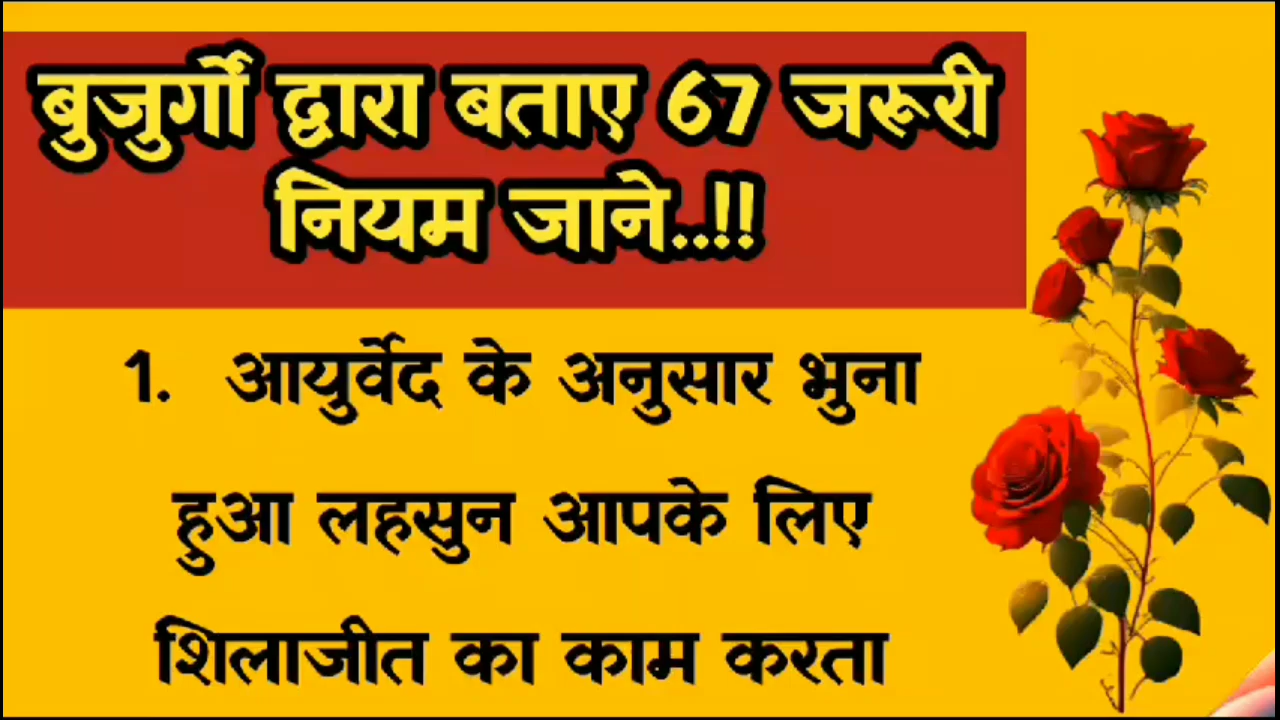 बुजुर्गों द्वारा बताए 67 जरूरी
नियम जाने..!!
1. आयुर्वेद के अनुसार भुना
हुआ लहसुन आपके लिए
शिलाजीत का काम करता